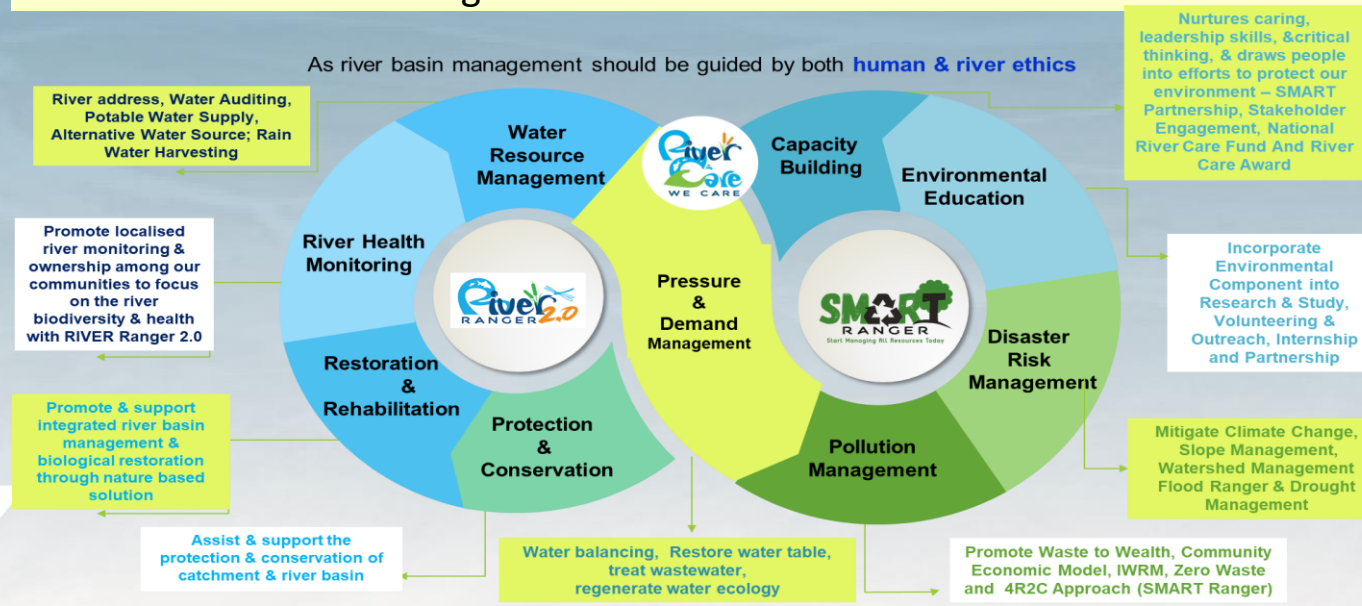 As river basin management should be guided by both human & river ethics
River address, Water Auditing,
Potable Water Supply,
Alternative Water Source; Rain
Water Harvesting
Promote localised
river monitoring &
ownership among our
communities to focus
on the river
biodiversity & health
with RIVER Ranger 2.0
Promote & support
integrated river basin
management &
biological restoration
through nature based
solution
Assist & support the
protection & conservation of
catchment & river basin
Water
Resource
Management
River Health
Monitoring
Restoration
&
Rehabilitation
Protection
&
Conservation
River
RANGER 2.0
River
Care
WE CARE
Pressure
&
Demand
Management
Capacity
Building
Environmental
Education
Disaster
Risk
Management
Pollution
Management
SMART
RANGER
Start Managing All Resources Today
Water balancing, Restore water table,
treat wastewater,
regenerate water ecology
Nurtures caring,
leadership skills, &critical
thinking, & draws people
into efforts to protect our
environment – SMART
Partnership, Stakeholder
Engagement, National
River Care Fund And River
Care Award
Incorporate
Environmental
Component into
Research & Study,
Volunteering &
Outreach, Internship
and Partnership
Mitigate Climate Change,
Slope Management,
Watershed Management
Flood Ranger & Drought
Management
Promote Waste to Wealth, Community
Economic Model, IWRM, Zero Waste
and 4R2C Approach (SMART Ranger)